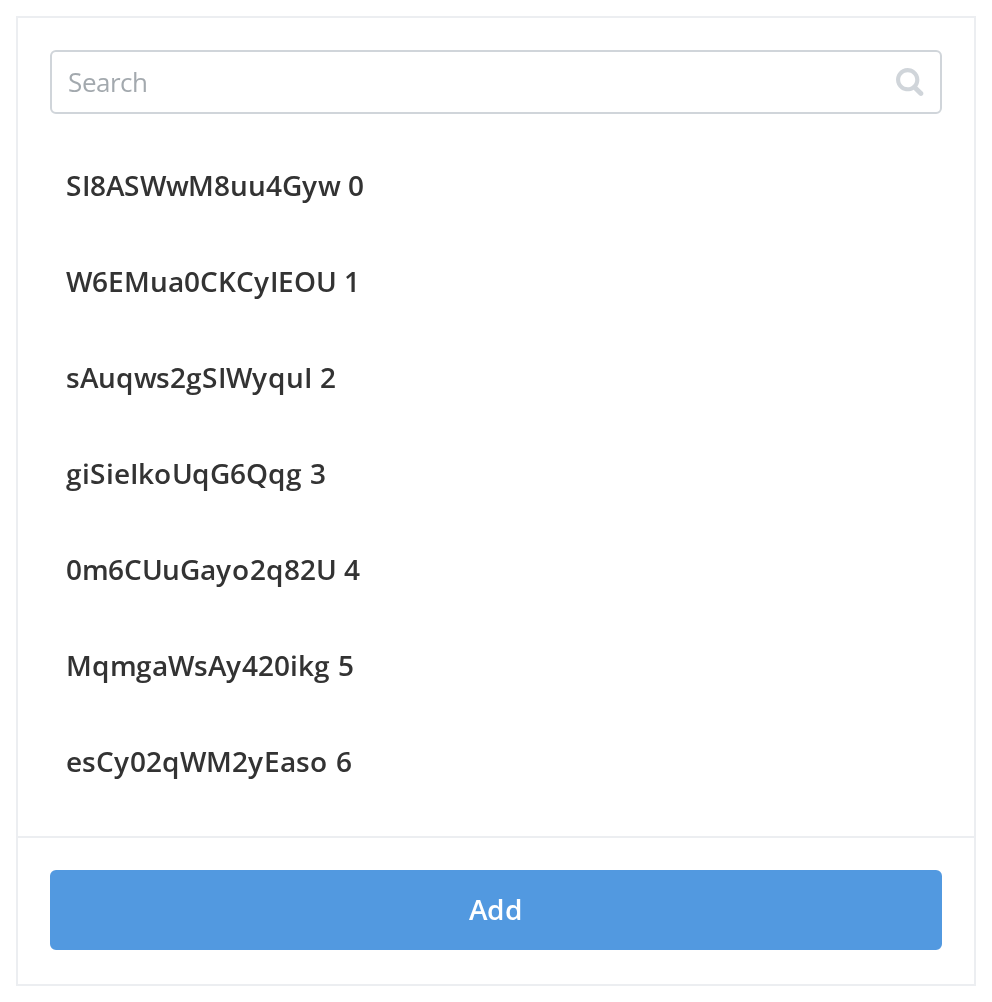 Search
SI8ASWwM8uu4Gyw 0
W6EMua0CKCyIEOU 1
sAuqws2gSIWyquI 2
giSieIkoUqG6Qqg 3
0m6CUuGayo2q82U 4
MqmgaWsAy420ikg 5
esCy02qWM2yEaso 6
Add